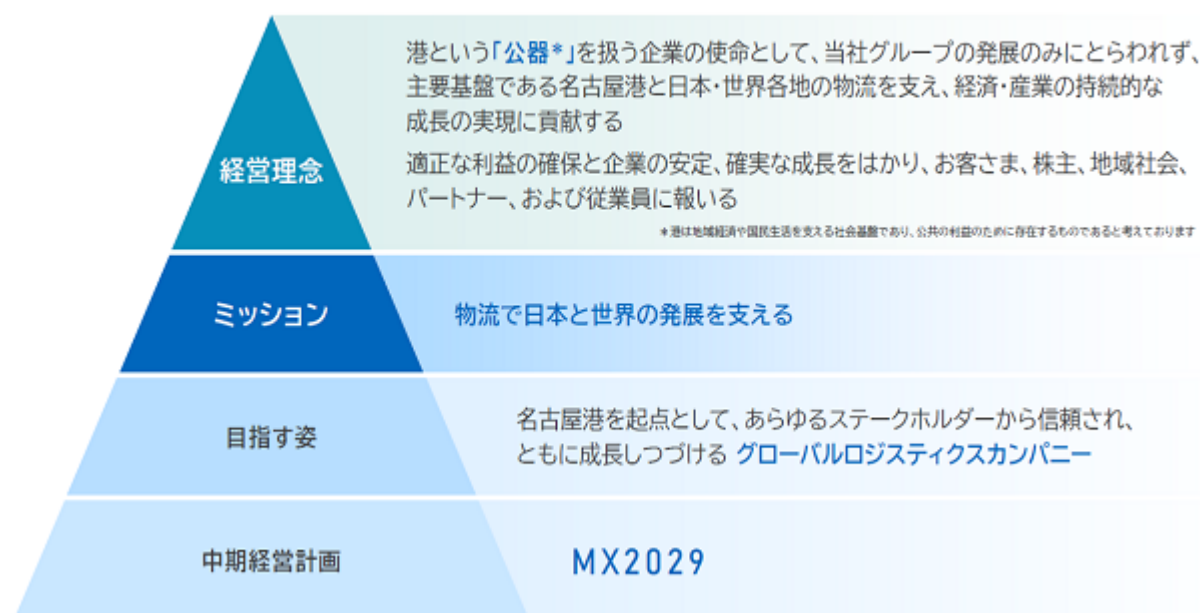 経営理念
港という「公器*」を扱う企業の使命として、当社グループの発展のみにとらわれず、
主要基盤である名古屋港と日本・世界各地の物流を支え、経済・産業の持続的な
成長の実現に貢献する
適正な利益の確保と企業の安定、確実な成長をはかり、お客さま、株主、地域社会、
パートナー、および従業員に報いる
*港は地域経済や国民生活を支える社会基盤であり、公共の利益のために存在するものであると考えております
ミッション
物流で日本と世界の発展を支える
目指す姿
名古屋港を起点として、あらゆるステークホルダーから信頼され、
ともに成長しつづける グローバルロジスティクスカンパニー
中期経営計画
MX2029